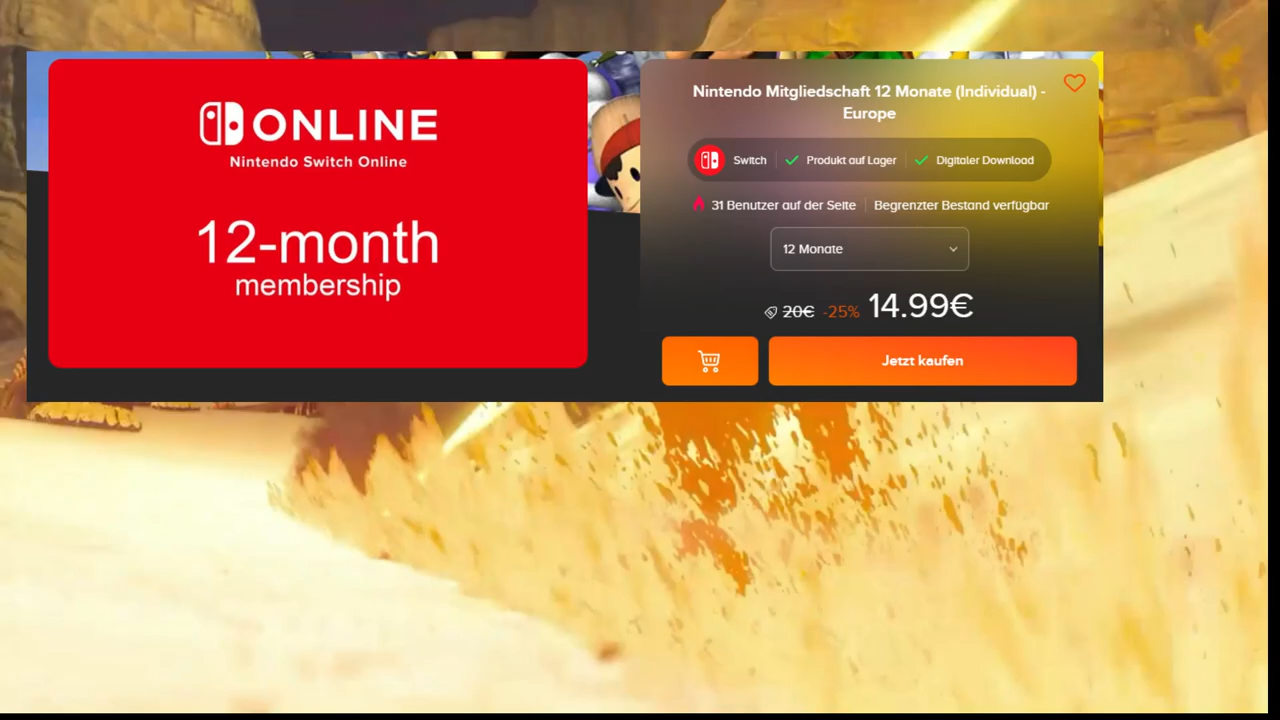 ONLINE
Nintendo Switch Online
12-month
membership
Nintendo Mitgliedschaft 12 Monate (Individual) -
Europe
Switch Produkt auf Lager Digitaler Download
31 Benutzer auf der Seite Begrenzter Bestand verfügbar
12 Monate
20€ -25% 14.99€
Jetzt kaufen